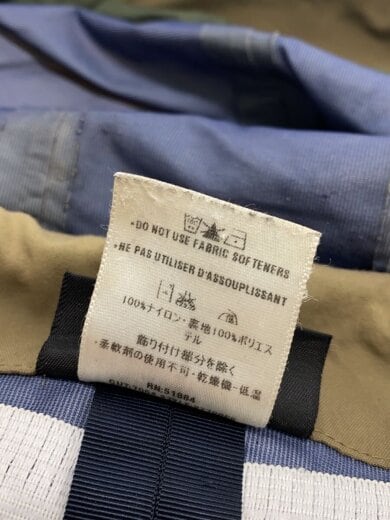 •DO NOT USE FABRIC SOFTENERS
•NE PAS UTILISER D'ASSOUPLISSANT
100%ナイロン・裏地100%ポリエス
テル
飾り付け部分を除く
・柔軟剤の使用不可・乾燥機・低温
RN:51884